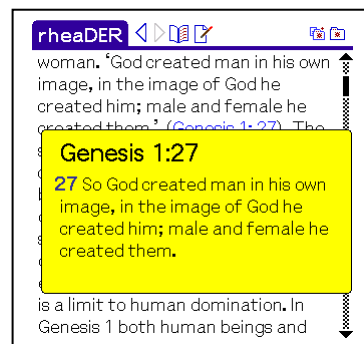 rheaDER
woman. ‘God created man in his own
image, in the image of God he
created him; male and female he
created them.’ (Genesis 1: 27). The
Genesis 1:27
27 So God created man in his own
image, in the image of God he
created him; male and female he
created them.
is a limit to human domination. In
Genesis 1 both human beings and